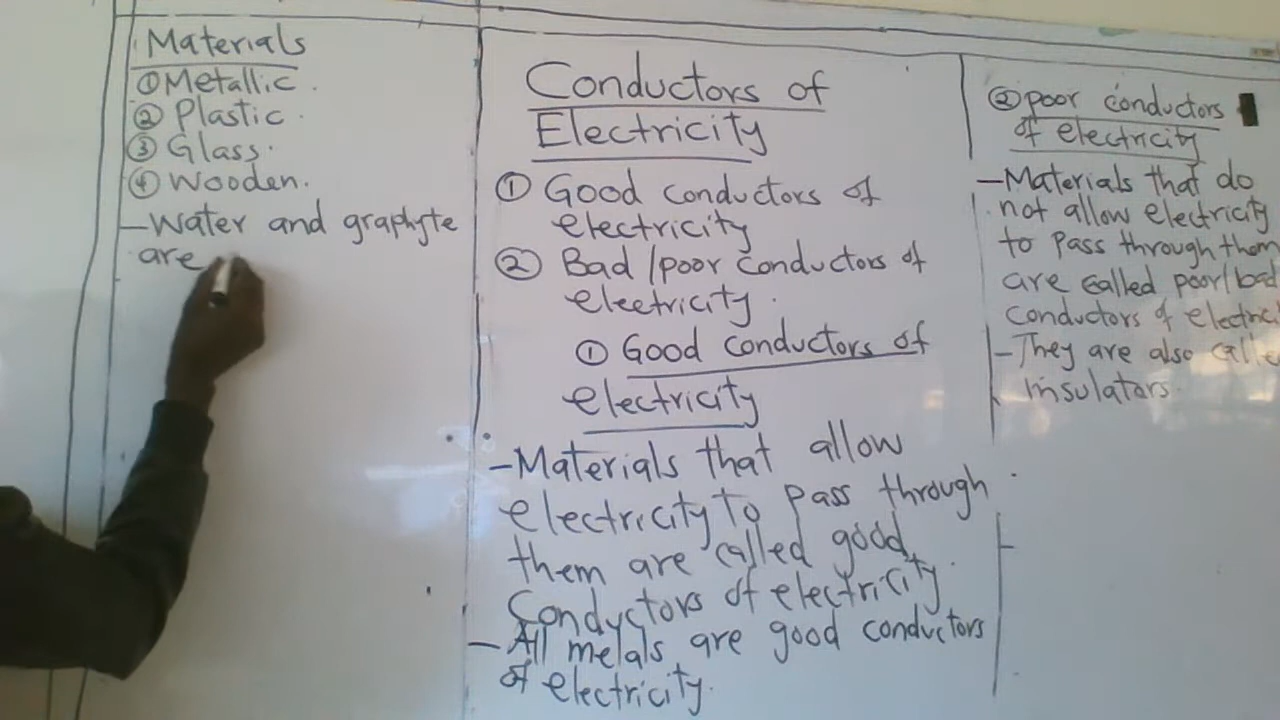 Materials
① Metallic.
② Plastic.
③ Glass.
④ Wooden.
- Water and graphyte
are
Conductors of
Electricity
① Good conductors of
electricity
② Bad/poor conductors of
electricity.
① Good conductors of
electricity
- Materials that allow
electricity to pass through
them are called good
Conductors of electricity.
- All metals are good conductors
of electricity.
② poor conductors
of electricity
- Materials that do
not allow electricity
to pass through them
are called poor/bad
conductors of electrici
- They are also calle
insulators.